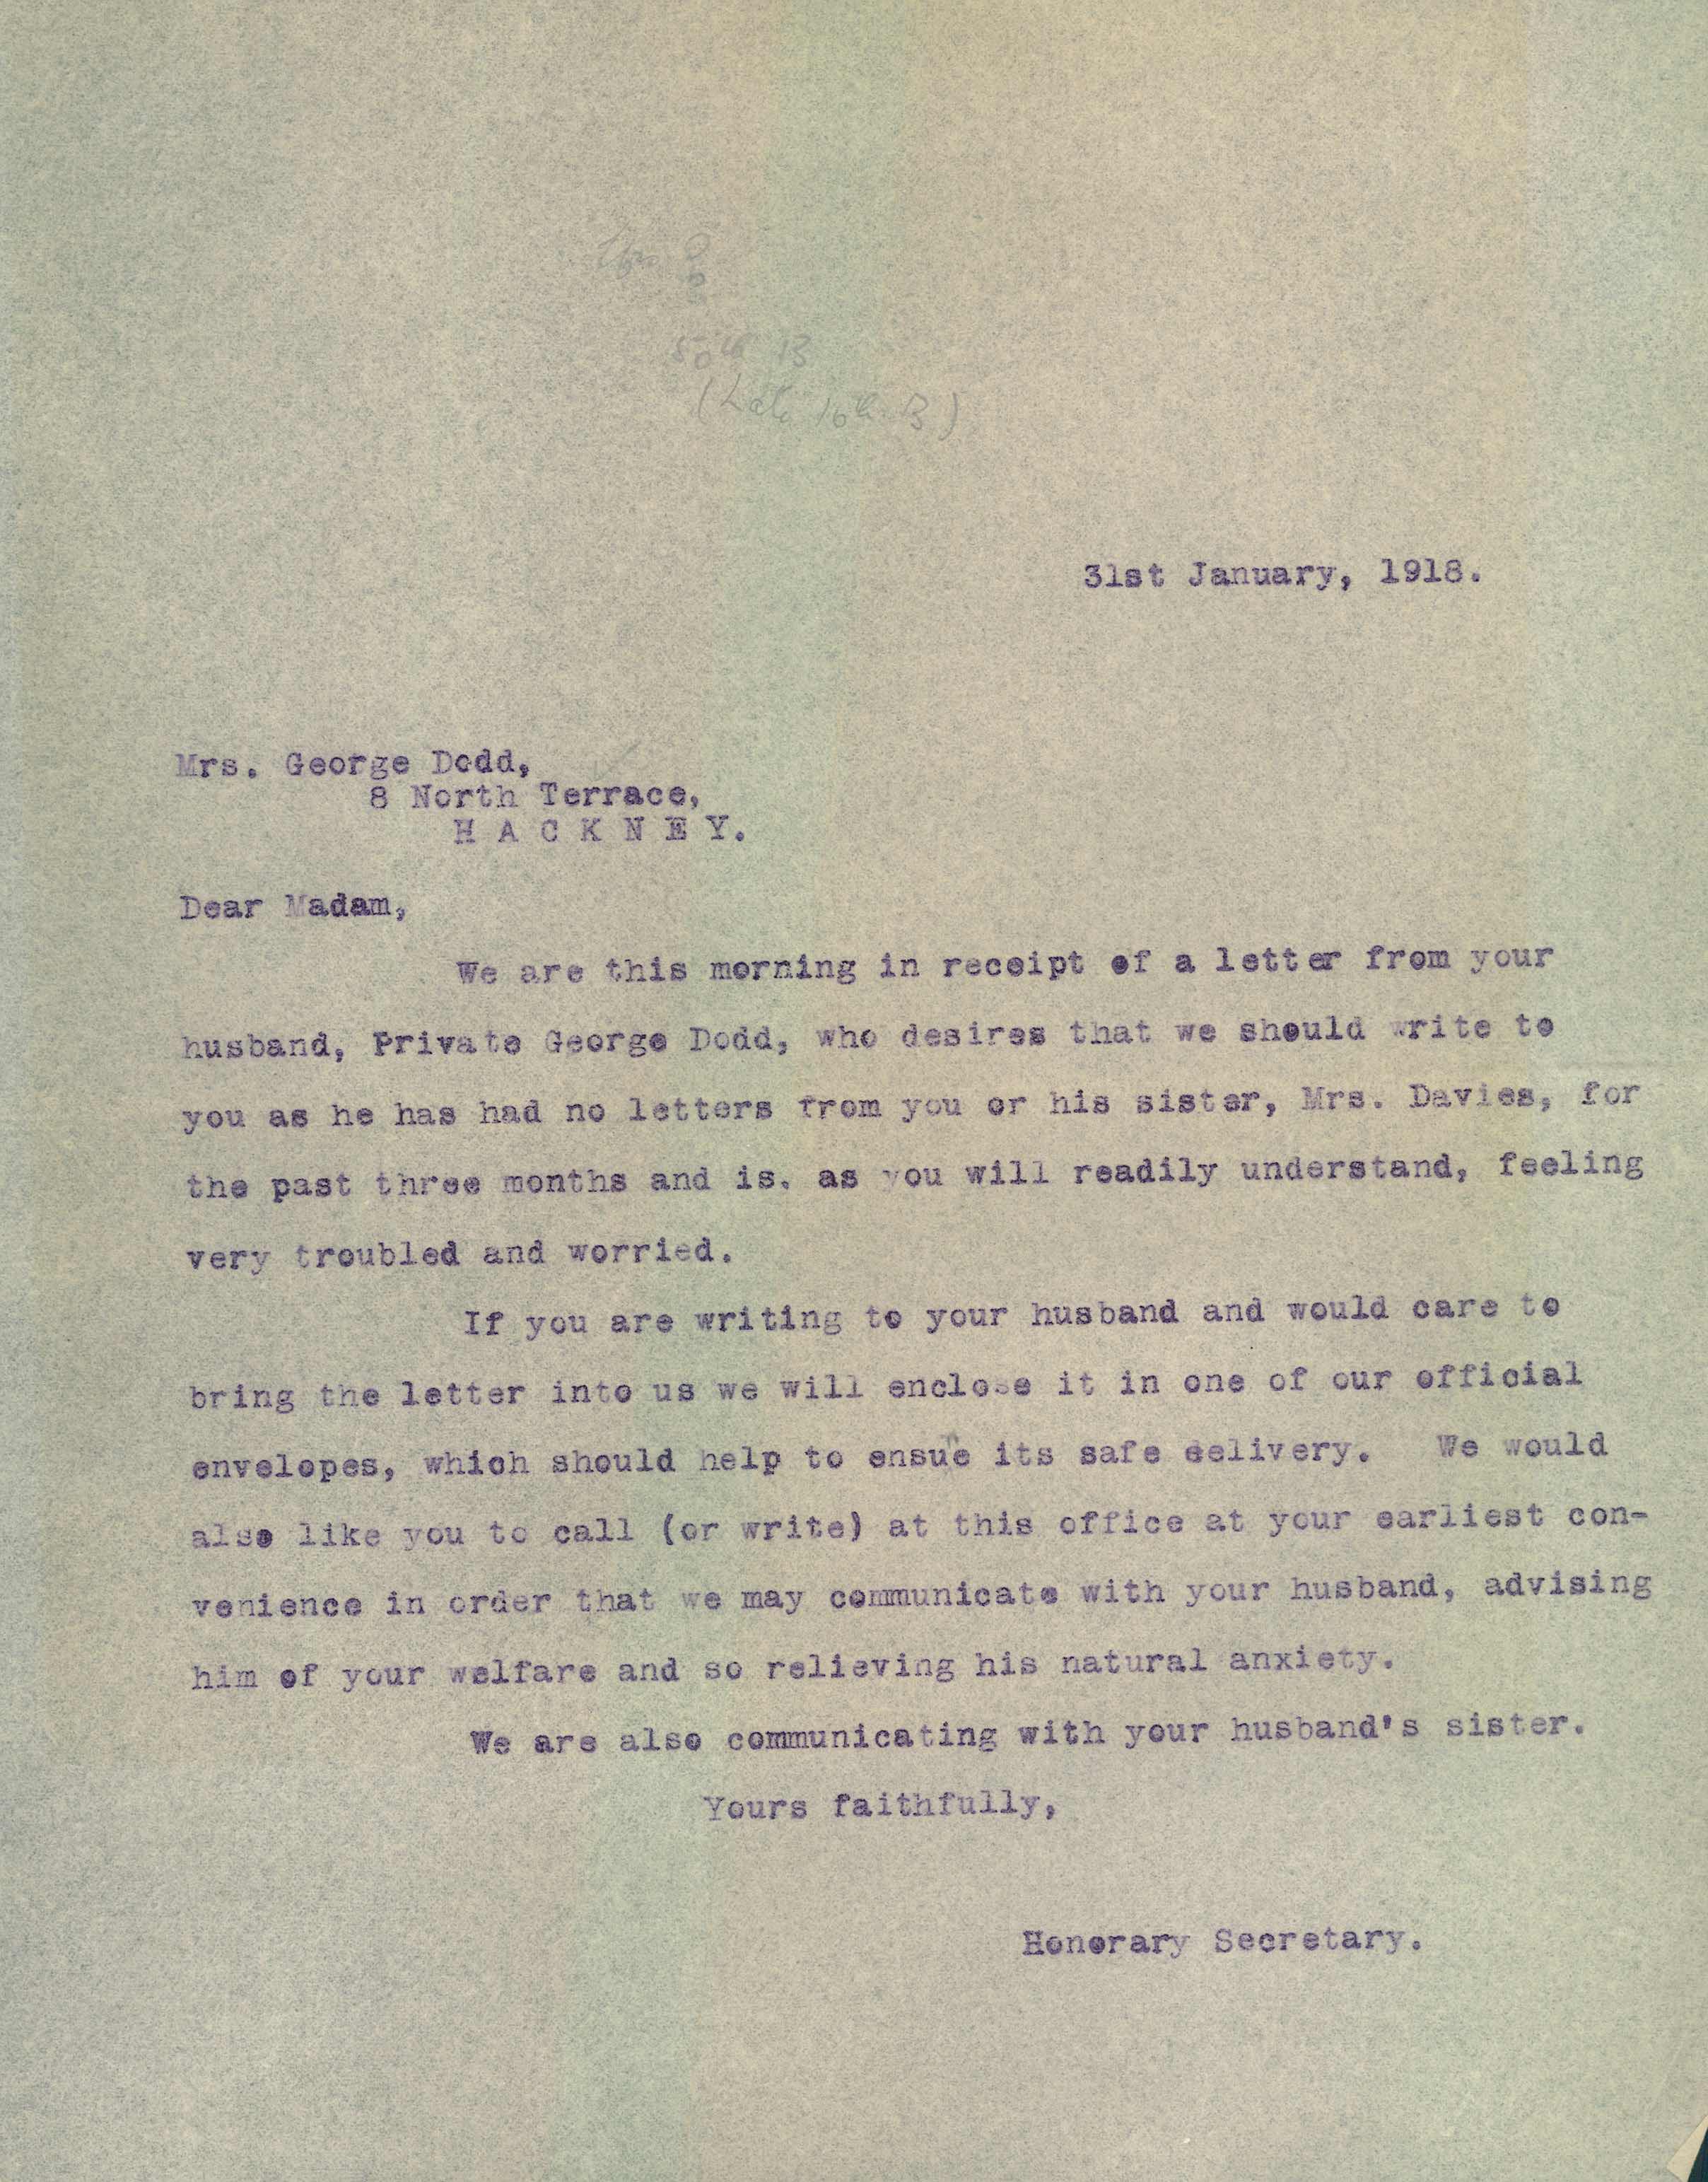 50th B
(Late 16th. B)
31st January, 1918.
Mrs. George Dodd,
8 North Terrace,
H A C K N E Y.
Dear Madam,
We are this morning in receipt of a letter from your
husband, Private George Dodd, who desires that we should write to
you as he has had no letters from you or his sister, Mrs. Davies, for
the past three months and is, as you will readily understand, feeling
very troubled and worried.
If you are writing to your husband and would care to
bring the letter into us we will enclose it in one of our official
envelopes, which should help to ensure its safe delivery. We would
also like you to call (or write) at this office at your earliest con-
venience in order that we may communicate with your husband, advising
him of your welfare and so relieving his natural anxiety.
We are also communicating with your husband's sister.
Yours faithfully,
Honorary Secretary.